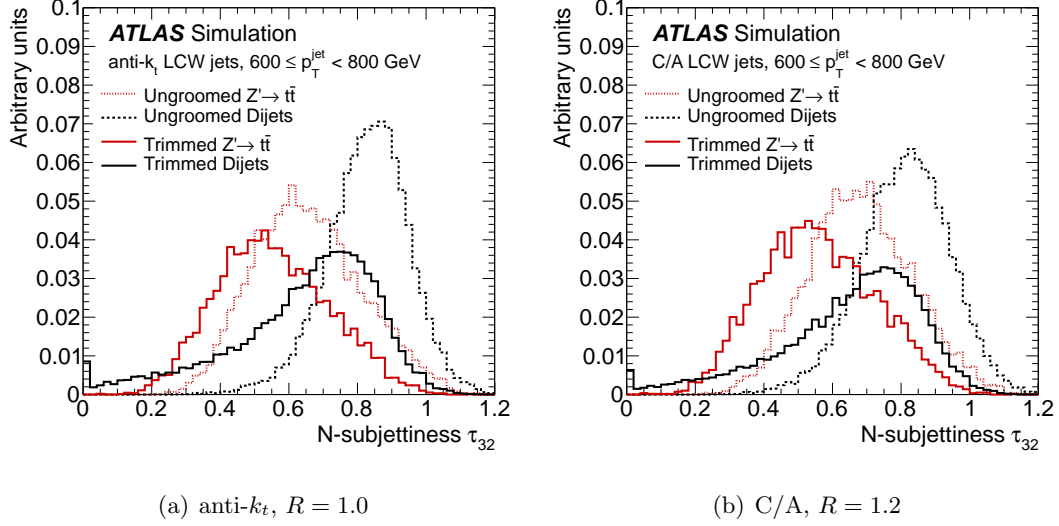 Arbitrary units
0.1
0.09
0.08
0.07
0.06
0.05
0.04
0.03
0.02
0.01
0
ATLAS Simulation
anti-k_t LCW jets, 600 ≤ p_T^jet < 800 GeV
Ungroomed Z'→ tt̄
Ungroomed Dijets
Trimmed Z'→ tt̄
Trimmed Dijets
0 0.2 0.4 0.6 0.8 1 1.2
N-subjettiness τ_32
(a) anti-k_t, R = 1.0
Arbitrary units
0.1
0.09
0.08
0.07
0.06
0.05
0.04
0.03
0.02
0.01
0
ATLAS Simulation
C/A LCW jets, 600 ≤ p_T^jet < 800 GeV
Ungroomed Z'→ tt̄
Ungroomed Dijets
Trimmed Z'→ tt̄
Trimmed Dijets
0 0.2 0.4 0.6 0.8 1 1.2
N-subjettiness τ_32
(b) C/A, R = 1.2